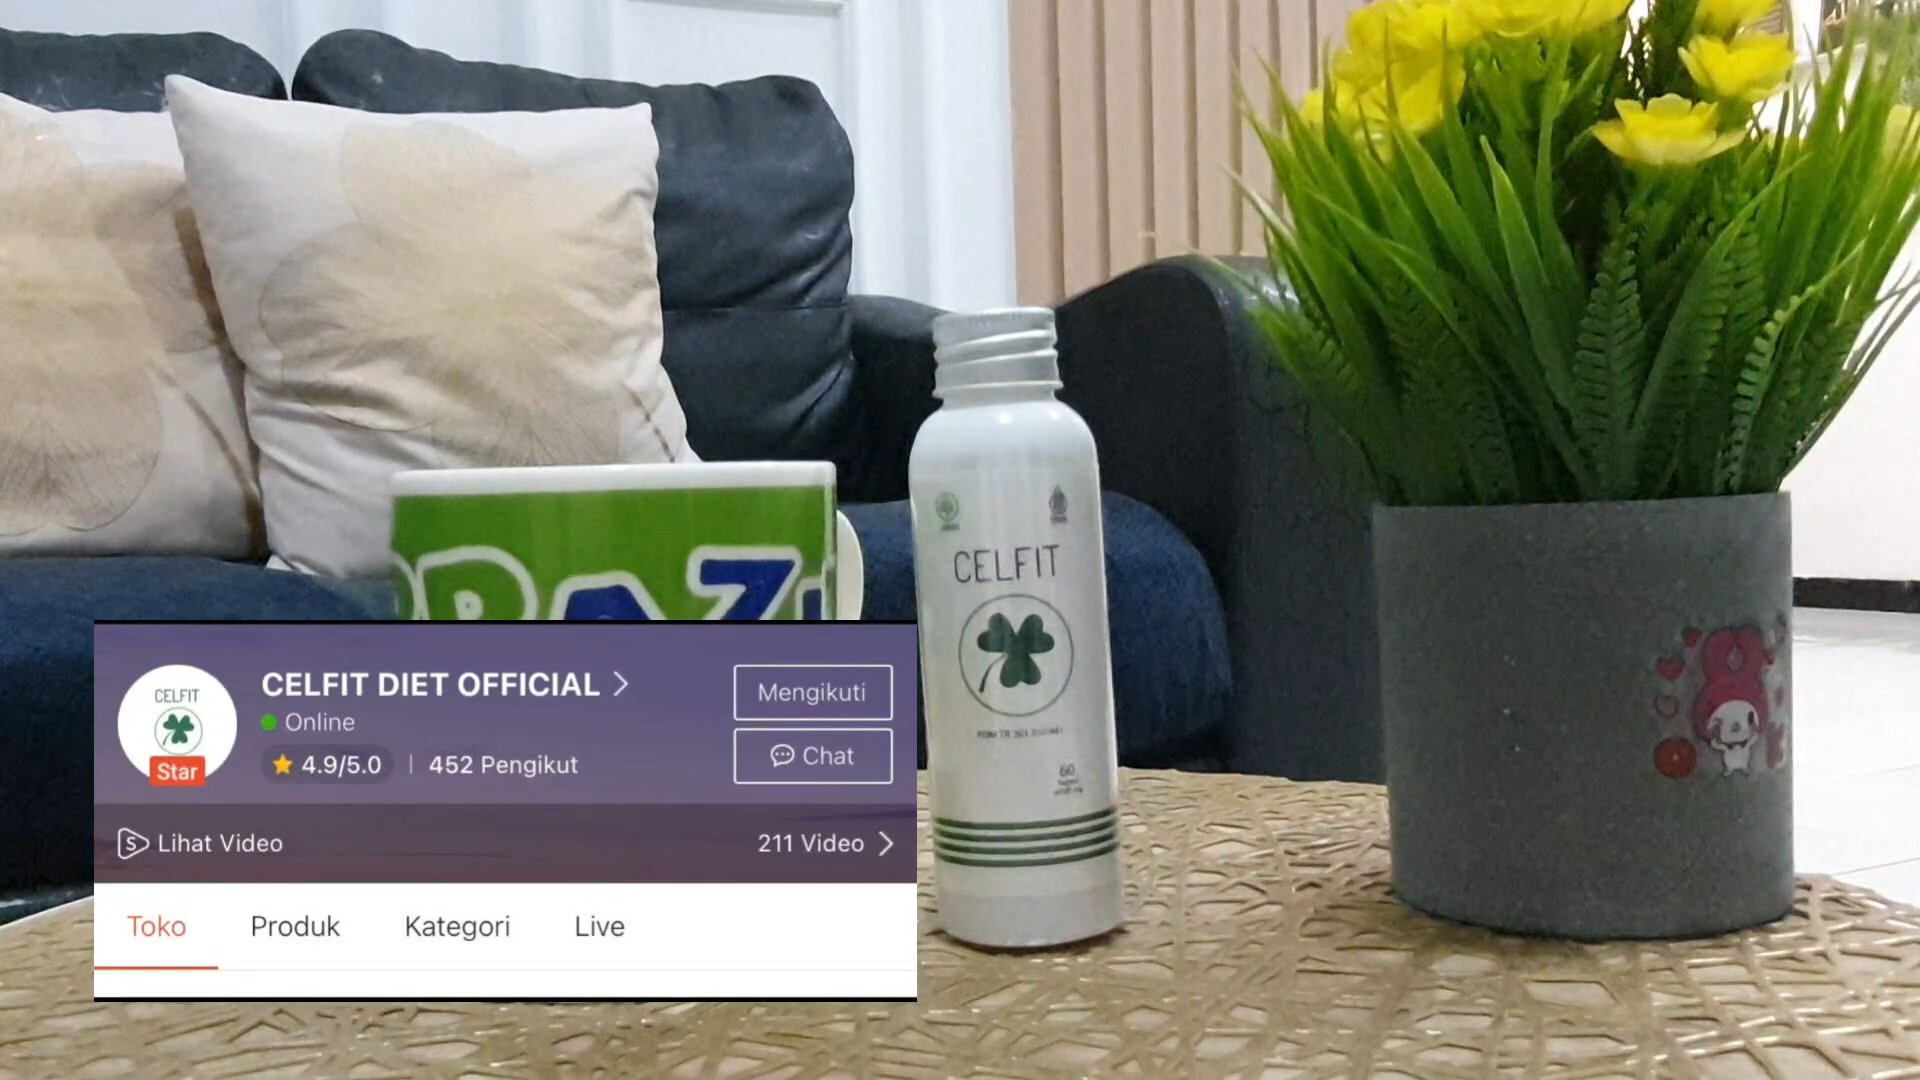 CELFIT
60
CELFIT DIET OFFICIAL
Online
4.9/5.0 | 452 Pengikut
Mengikuti
Chat
CELFIT
Star
Lihat Video
211 Video
Toko
Produk
Kategori
Live